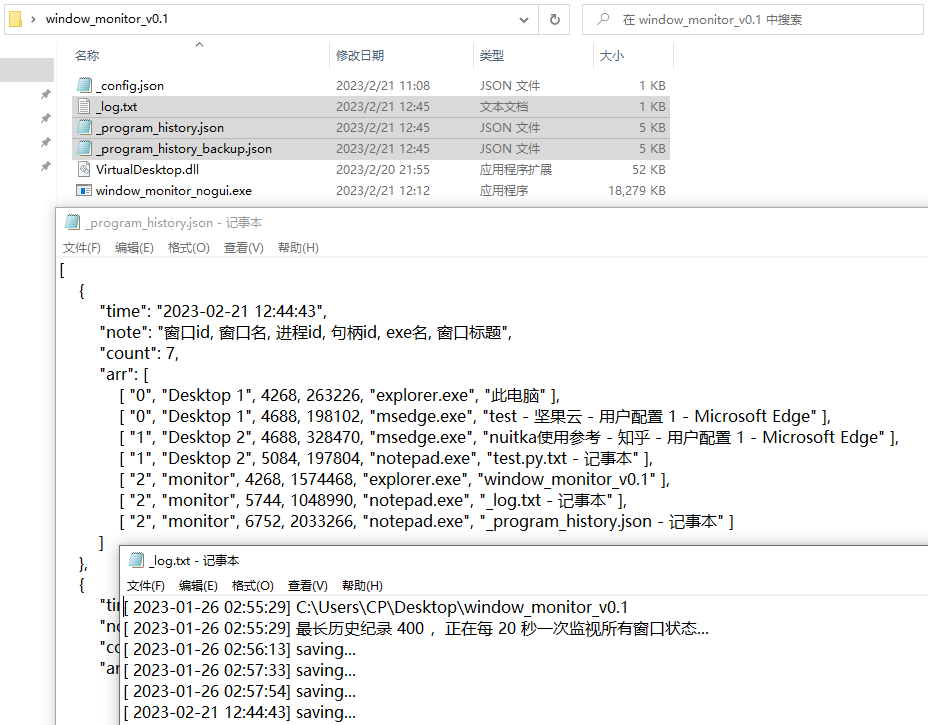 window_monitor_v0.1
在 window_monitor_v0.1 中搜索
名称 修改日期 类型 大小
_config.json 2023/2/21 11:08 JSON 文件 1 KB
_log.txt 2023/2/21 12:45 文本文档 1 KB
_program_history.json 2023/2/21 12:45 JSON 文件 5 KB
_program_history_backup.json 2023/2/21 12:45 JSON 文件 5 KB
VirtualDesktop.dll 2023/2/20 21:55 应用程序扩展 52 KB
window_monitor_nogui.exe 2023/2/21 12:12 应用程序 18,279 KB
_program_history.json - 记事本
文件(F) 编辑(E) 格式(O) 查看(V) 帮助(H)
[
{
"time": "2023-02-21 12:44:43",
"note": "窗口id, 窗口名, 进程id, 句柄id, exe名, 窗口标题",
"count": 7,
"arr": [
[ "0", "Desktop 1", 4268, 263226, "explorer.exe", "此电脑" ],
[ "0", "Desktop 1", 4688, 198102, "msedge.exe", "test - 坚果云 - 用户配置 1 - Microsoft Edge" ],
[ "1", "Desktop 2", 4688, 328470, "msedge.exe", "nuitka使用参考 - 知乎 - 用户配置 1 - Microsoft Edge" ],
[ "1", "Desktop 2", 5084, 197804, "notepad.exe", "test.py.txt - 记事本" ],
[ "2", "monitor", 4268, 1574468, "explorer.exe", "window_monitor_v0.1" ],
[ "2", "monitor", 5744, 1048990, "notepad.exe", "_log.txt - 记事本" ],
[ "2", "monitor", 6752, 2033266, "notepad.exe", "_program_history.json - 记事本" ]
]
},
{
_log.txt - 记事本
文件(F) 编辑(E) 格式(O) 查看(V) 帮助(H)
[ 2023-01-26 02:55:29] C:\Users\CP\Desktop\window_monitor_v0.1
[ 2023-01-26 02:55:29] 最长历史纪录 400 ，正在每 20 秒一次监视所有窗口状态...
[ 2023-01-26 02:56:13] saving...
[ 2023-01-26 02:57:33] saving...
[ 2023-01-26 02:57:54] saving...
[ 2023-02-21 12:44:43] saving...